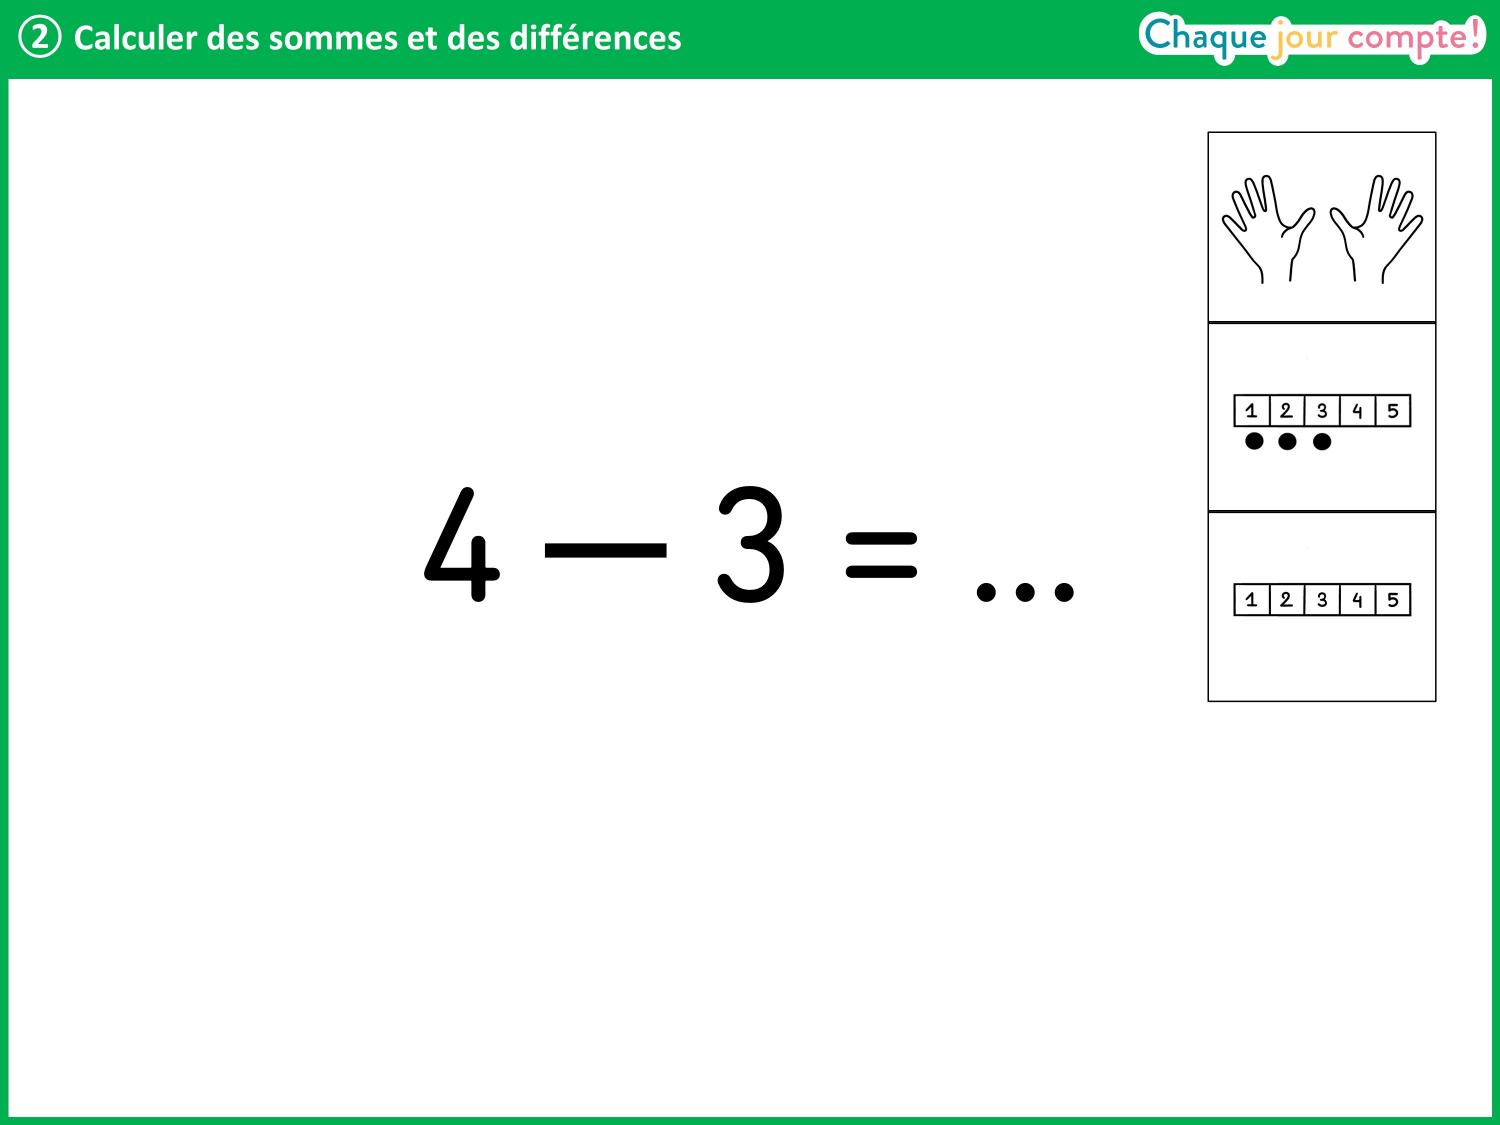 ② Calculer des sommes et des différences
Chaque jour compte!
1 2 3 4 5
4 – 3 = ...
1 2 3 4 5